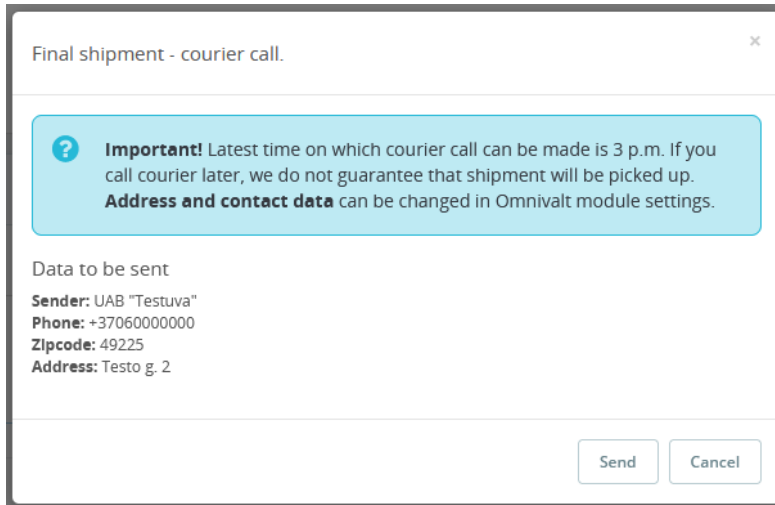 Final shipment - courier call.
×
Important! Latest time on which courier call can be made is 3 p.m. If you
call courier later, we do not guarantee that shipment will be picked up.
Address and contact data can be changed in Omnivalt module settings.
Data to be sent
Sender: UAB "Testuva"
Phone: +37060000000
ZIpcode: 49225
Address: Testo g. 2
Send
Cancel